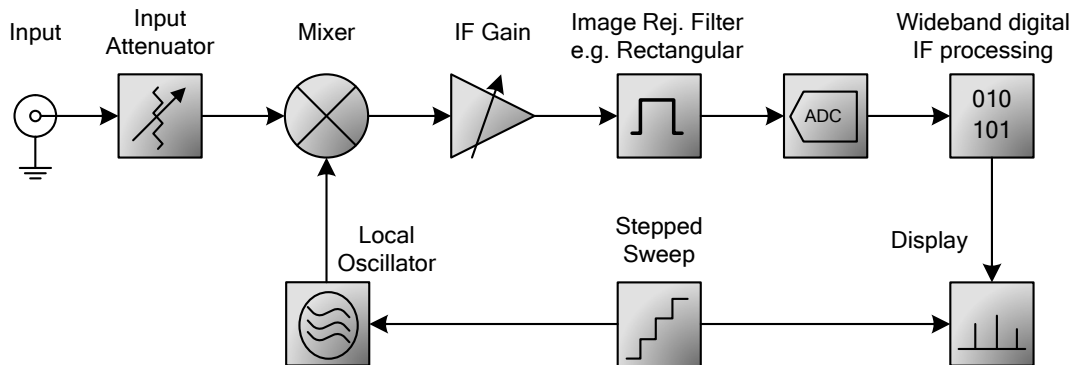 Input
Input
Attenuator
Mixer
IF Gain
Image Rej. Filter
e.g. Rectangular
Wideband digital
IF processing
ADC
010
101
Local
Oscillator
Stepped
Sweep
Display